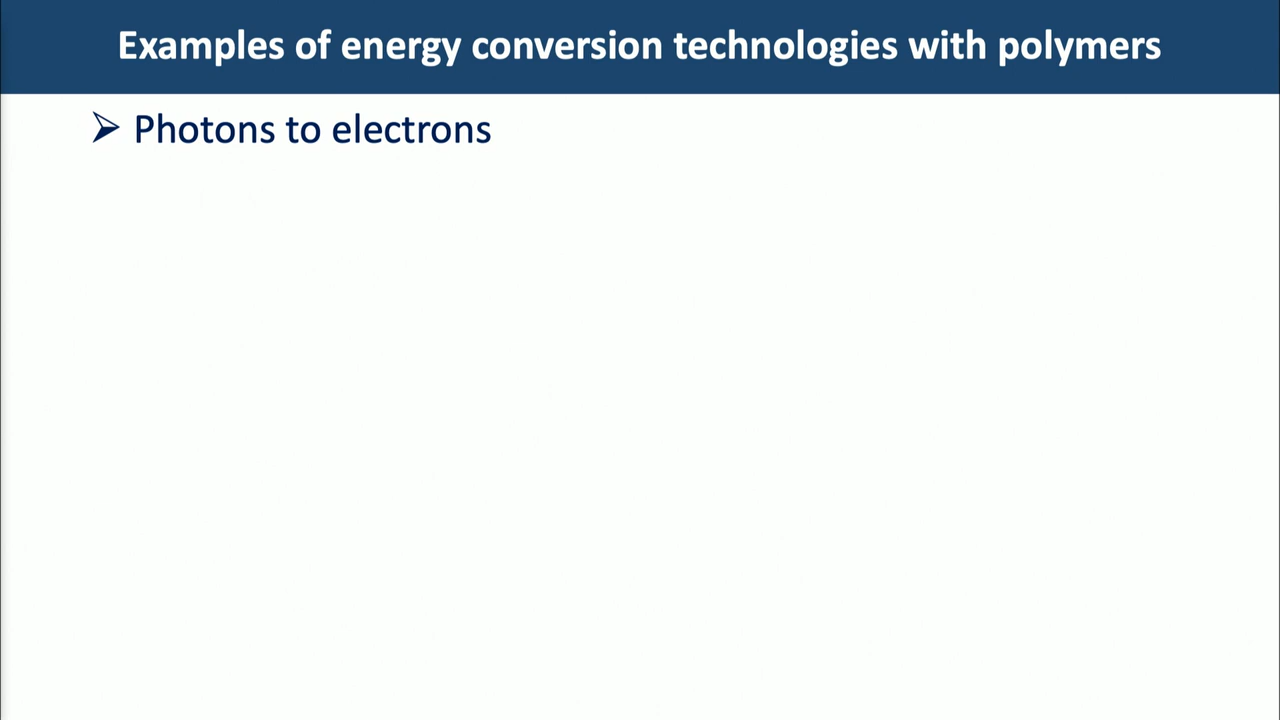 Examples of energy conversion technologies with polymers
➢ Photons to electrons